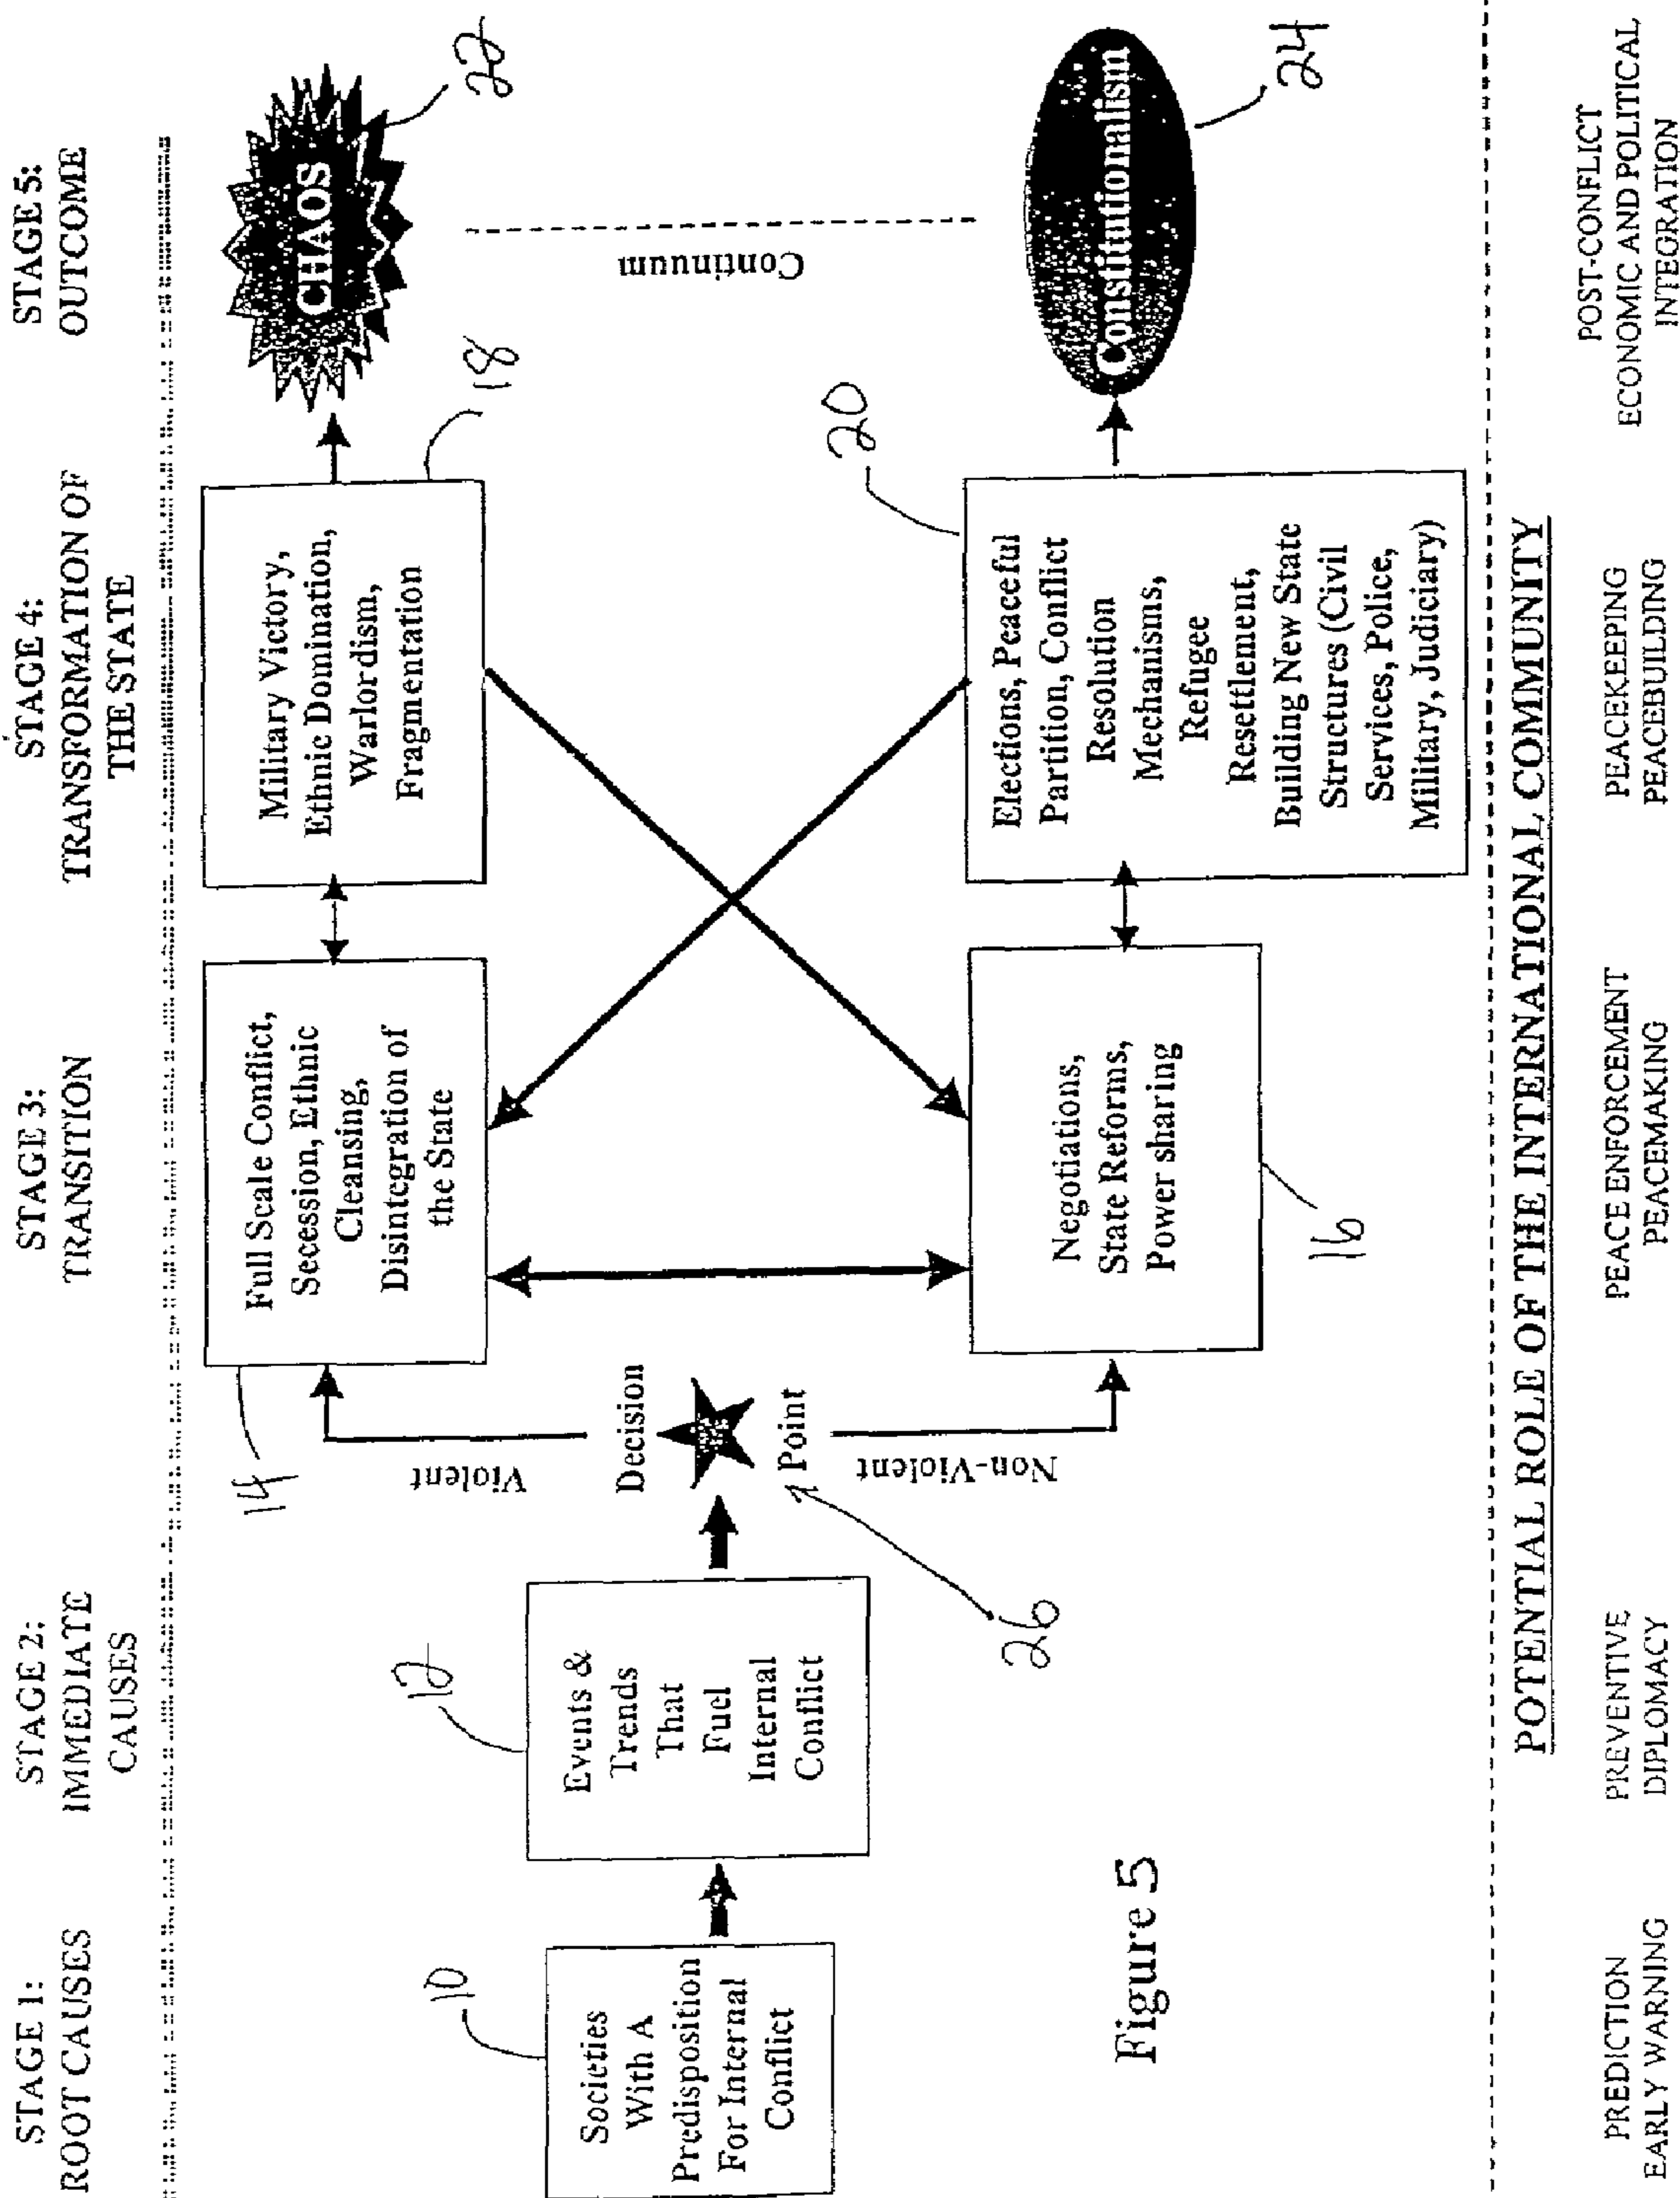 STAGE 1:
ROOT CAUSES
STAGE 2:
IMMEDIATE
CAUSES
STAGE 3:
TRANSITION
STAGE 4:
TRANSFORMATION OF
THE STATE
STAGE 5:
OUTCOME
10
Societies
With A
Predisposition
For Internal
Conflict
12
Events &
Trends
That
Fuel
Internal
Conflict
Violent
Decision
Point
Non-Violent
26
14
Full Scale Conflict,
Secession, Ethnic
Cleansing,
Disintegration of
the State
Negotiations,
State Reforms,
Power sharing
16
Military Victory,
Ethnic Domination,
Warlordism,
Fragmentation
18
20
Elections, Peaceful
Partition, Conflict
Resolution
Mechanisms,
Refugee
Resettlement,
Building New State
Structures (Civil
Services, Police,
Military, Judiciary)
CHAOS
22
Continuum
Constitutionalism
24
Figure 5
POTENTIAL ROLE OF THE INTERNATIONAL COMMUNITY
PREDICTION
EARLY WARNING
PREVENTIVE
DIPLOMACY
PEACE ENFORCEMENT
PEACEMAKING
PEACEKEEPING
PEACEBUILDING
POST-CONFLICT
ECONOMIC AND POLITICAL
INTEGRATION